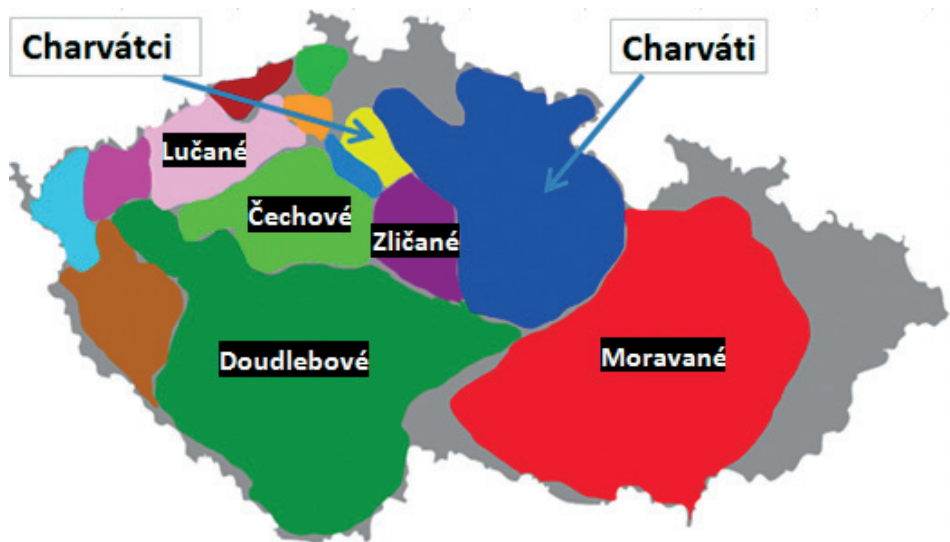 Charvátci
Charváti
Lučané
Čechové
Zličané
Doudlebové
Moravané